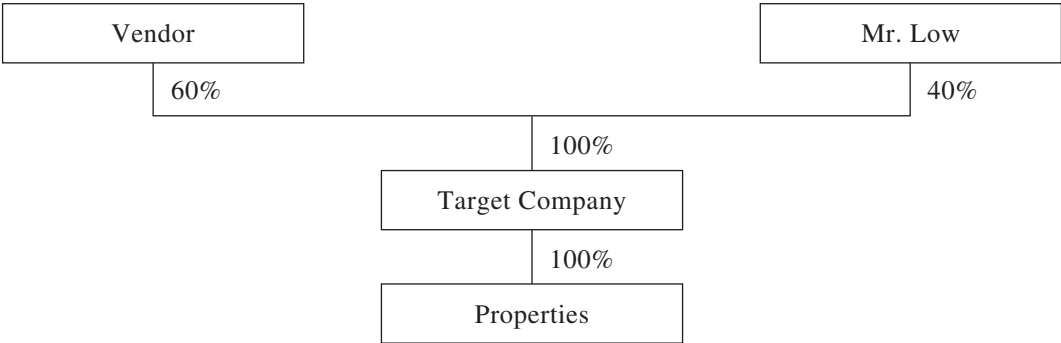 Vendor
Mr. Low
60%
40%
100%
Target Company
100%
Properties